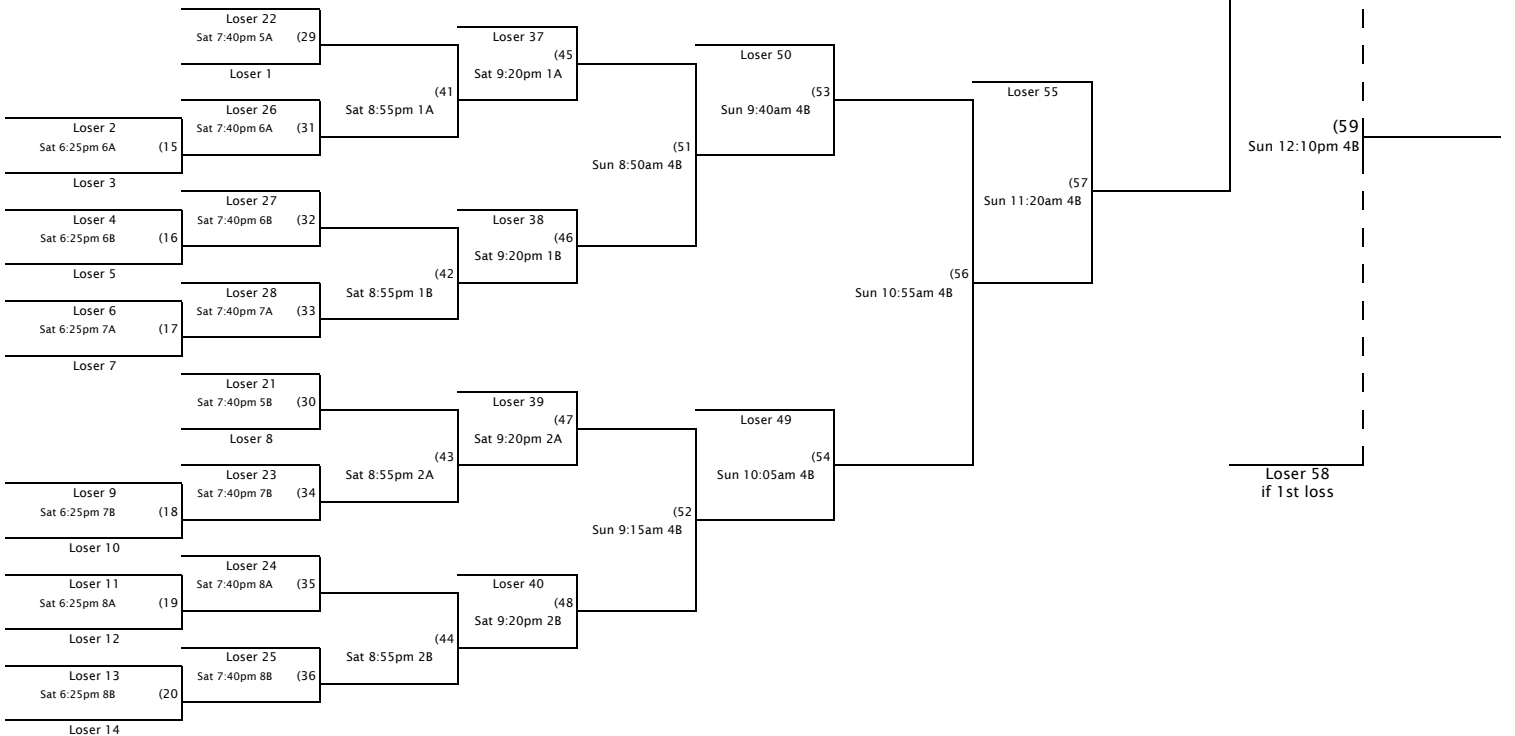 Loser 22
Sat 7:40pm 5A (29
Loser 1
Loser 26
Sat 7:40pm 6A (31
Loser 2
Sat 6:25pm 6A (15
Loser 3
Loser 27
Sat 7:40pm 6B (32
Loser 4
Sat 6:25pm 6B (16
Loser 5
Loser 28
Sat 7:40pm 7A (33
Loser 6
Sat 6:25pm 7A (17
Loser 7
Loser 21
Sat 7:40pm 5B (30
Loser 8
Loser 23
Sat 7:40pm 7B (34
Loser 9
Sat 6:25pm 7B (18
Loser 10
Loser 24
Sat 7:40pm 8A (35
Loser 11
Sat 6:25pm 8A (19
Loser 12
Loser 25
Sat 7:40pm 8B (36
Loser 13
Sat 6:25pm 8B (20
Loser 14
(41
Sat 8:55pm 1A
(42
Sat 8:55pm 1B
(43
Sat 8:55pm 2A
(44
Sat 8:55pm 2B
Loser 37
(45
Sat 9:20pm 1A
Loser 38
(46
Sat 9:20pm 1B
Loser 39
(47
Sat 9:20pm 2A
Loser 40
(48
Sat 9:20pm 2B
(51
Sun 8:50am 4B
(52
Sun 9:15am 4B
Loser 50
(53
Sun 9:40am 4B
Loser 49
(54
Sun 10:05am 4B
(56
Sun 10:55am 4B
Loser 55
(57
Sun 11:20am 4B
(59
Sun 12:10pm 4B
Loser 58
if 1st loss